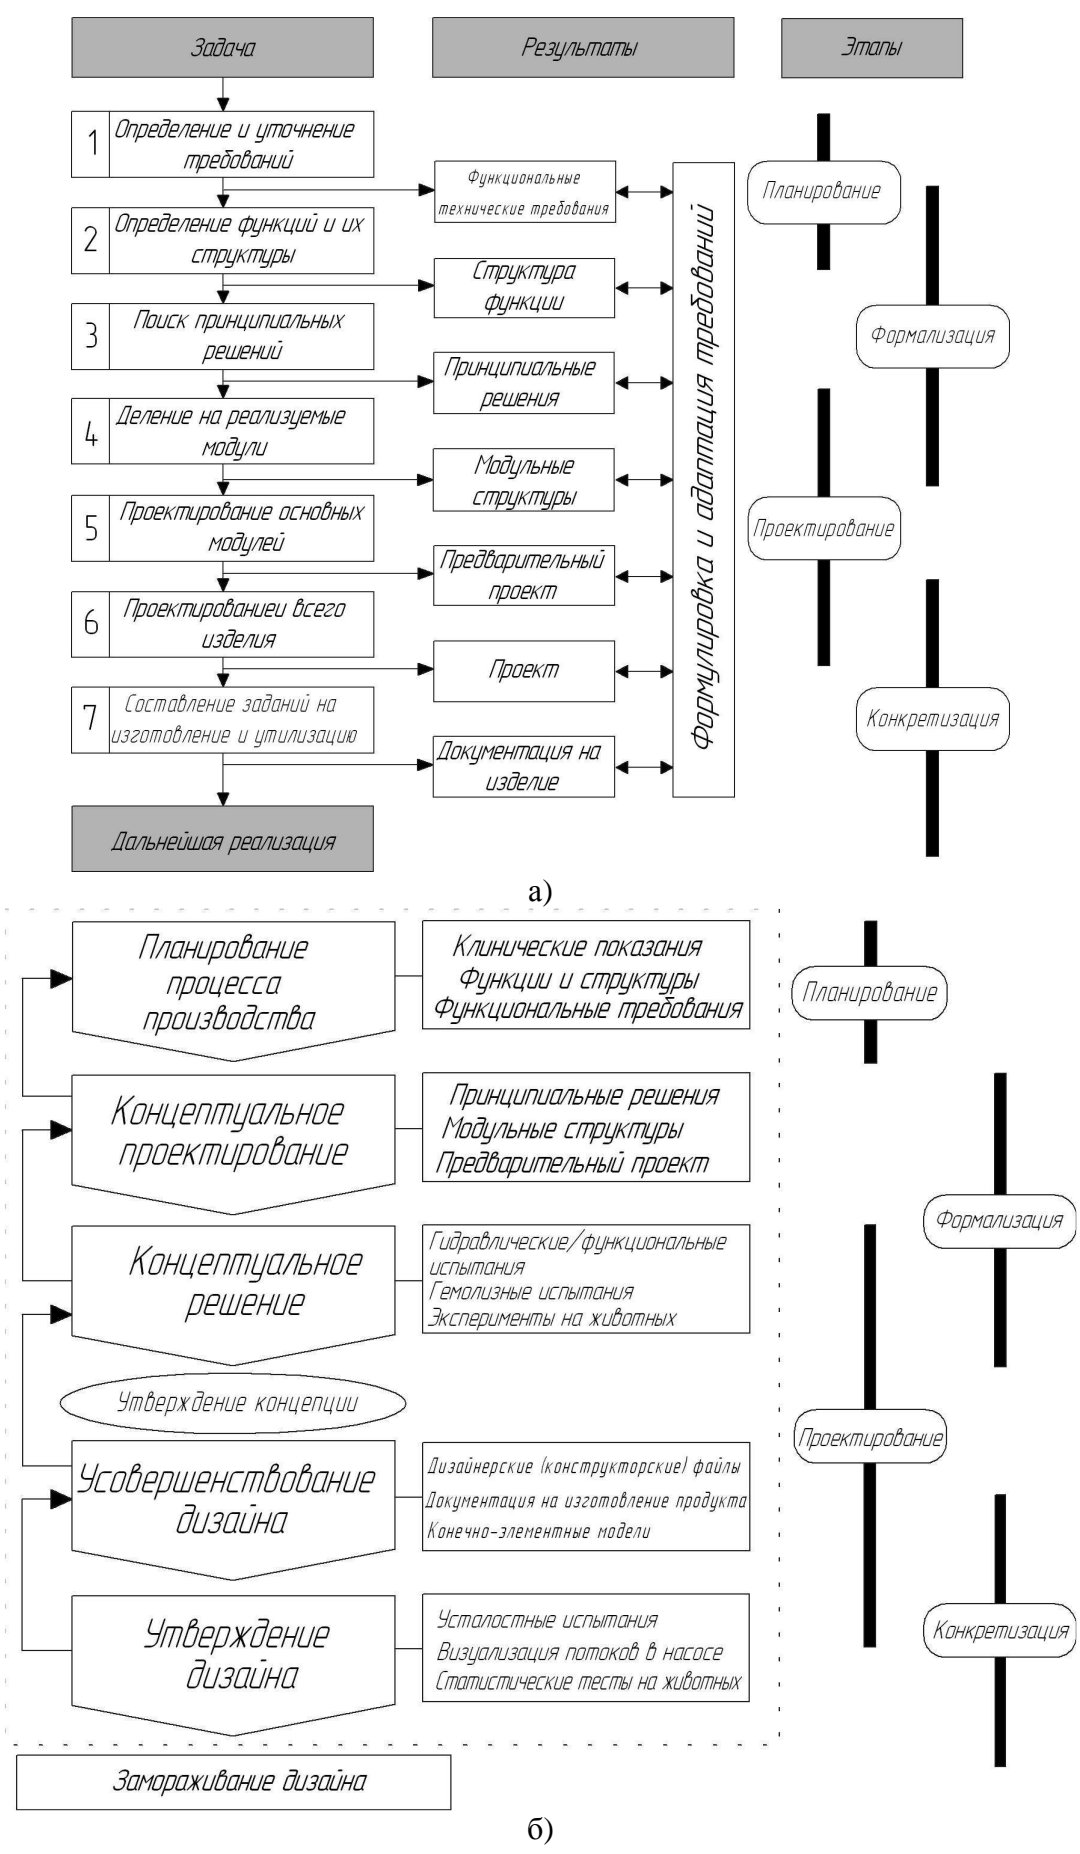 Задача
Результаты
Этапы
1
Определение и уточнение
требований
Функциональные
технические требования
Планирование
2
Определение функций и их
структуры
Структура
функции
3
Поиск принципиальных
решений
Формализация
Принципиальные
решения
4
Деление на реализуемые
модули
Модульные
структуры
5
Проектирование основных
модулей
Проектирование
Предварительный
проект
6
Проектированиеи всего
изделия
Проект
7
Составление заданий на
изготовление и утилизацию
Конкретизация
Документация на
изделие
Формулировка и адаптация требований
Дальнейшая реализация
а)
Планирование
процесса
производства
Клинические показания
Функции и структуры
Функциональные требования
Планирование
Концептуальное
проектирование
Принципиальные решения
Модульные структуры
Предварительный проект
Формализация
Концептуальное
решение
Гидравлические/функциональные
испытания
Гемолизные испытания
Эксперименты на животных
Утверждение концепции
Проектирование
Усовершенствование
дизайна
Дизайнерские (конструкторские) файлы
Документация на изготовление продукта
Конечно-элементные модели
Утверждение
дизайна
Усталостные испытания
Визуализация потоков в насосе
Статистические тесты на животных
Конкретизация
Замораживание дизайна
б)